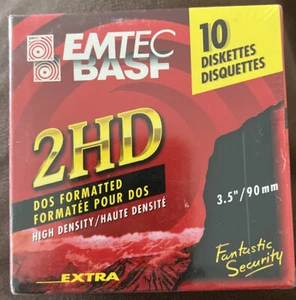 EMTEC
BASF
10
DISKETTES
DISQUETTES
2HD
DOS FORMATTED
FORMATÉE POUR DOS
HIGH DENSITY/HAUTE DENSITÉ
3.5"/90mm
Fantastic
Security
EXTRA